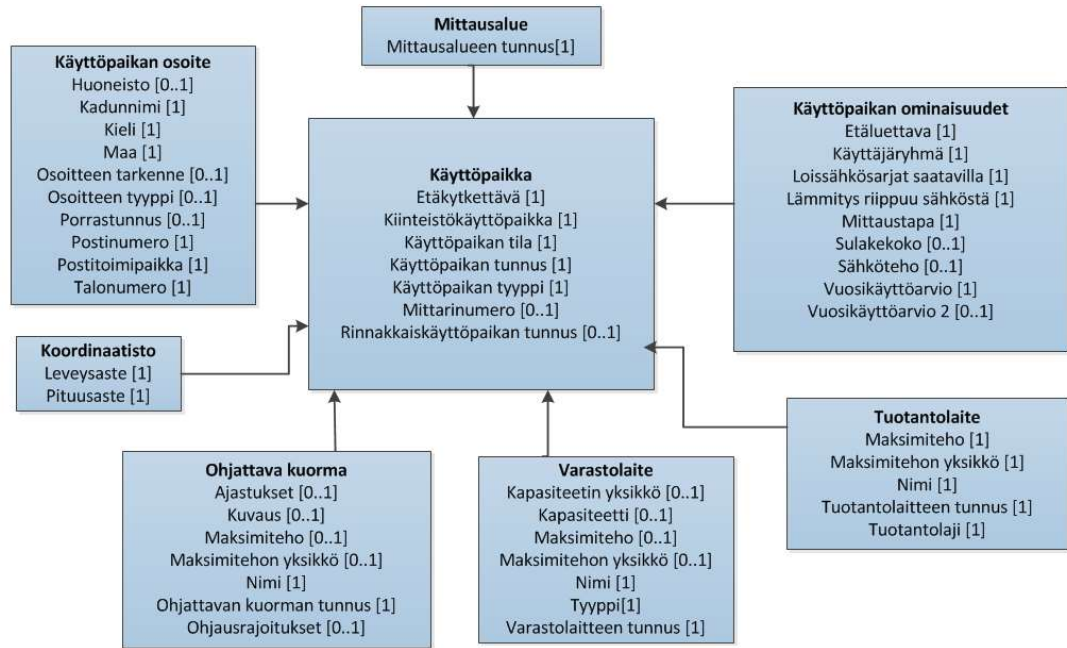 Mittausalue
Mittausalueen tunnus[1]
Käyttöpaikan osoite
Huoneisto [0..1]
Kadunnimi [1]
Kieli [1]
Maa [1]
Osoitteen tarkenne [0..1]
Osoitteen tyyppi [0..1]
Porrastunnus [0..1]
Postinumero [1]
Postitoimipaikka [1]
Talonumero [1]
Käyttöpaikka
Etäkytkettävä [1]
Kiinteistökäyttöpaikka [1]
Käyttöpaikan tila [1]
Käyttöpaikan tunnus [1]
Käyttöpaikan tyyppi [1]
Mittarinumero [0..1]
Rinnakkaiskäyttöpaikan tunnus [0..1]
Käyttöpaikan ominaisuudet
Etäluettava [1]
Käyttäjäryhmä [1]
Loissähkösarjat saatavilla [1]
Lämmitys riippuu sähköstä [1]
Mittaustapa [1]
Sulakekoko [0..1]
Sähköteho [0..1]
Vuosikäyttöarvio [1]
Vuosikäyttöarvio 2 [0..1]
Koordinaatisto
Leveysaste [1]
Pituusaste [1]
Ohjattava kuorma
Ajastukset [0..1]
Kuvaus [0..1]
Maksimiteho [0..1]
Maksimitehon yksikkö [0..1]
Nimi [1]
Ohjattavan kuorman tunnus [1]
Ohjausrajoitukset [0..1]
Varastolaite
Kapasiteetin yksikkö [0..1]
Kapasiteetti [0..1]
Maksimiteho [0..1]
Maksimitehon yksikkö [0..1]
Nimi [1]
Tyyppi[1]
Varastolaitteen tunnus [1]
Tuotantolaite
Maksimiteho [1]
Maksimitehon yksikkö [1]
Nimi [1]
Tuotantolaitteen tunnus [1]
Tuotantolaji [1]